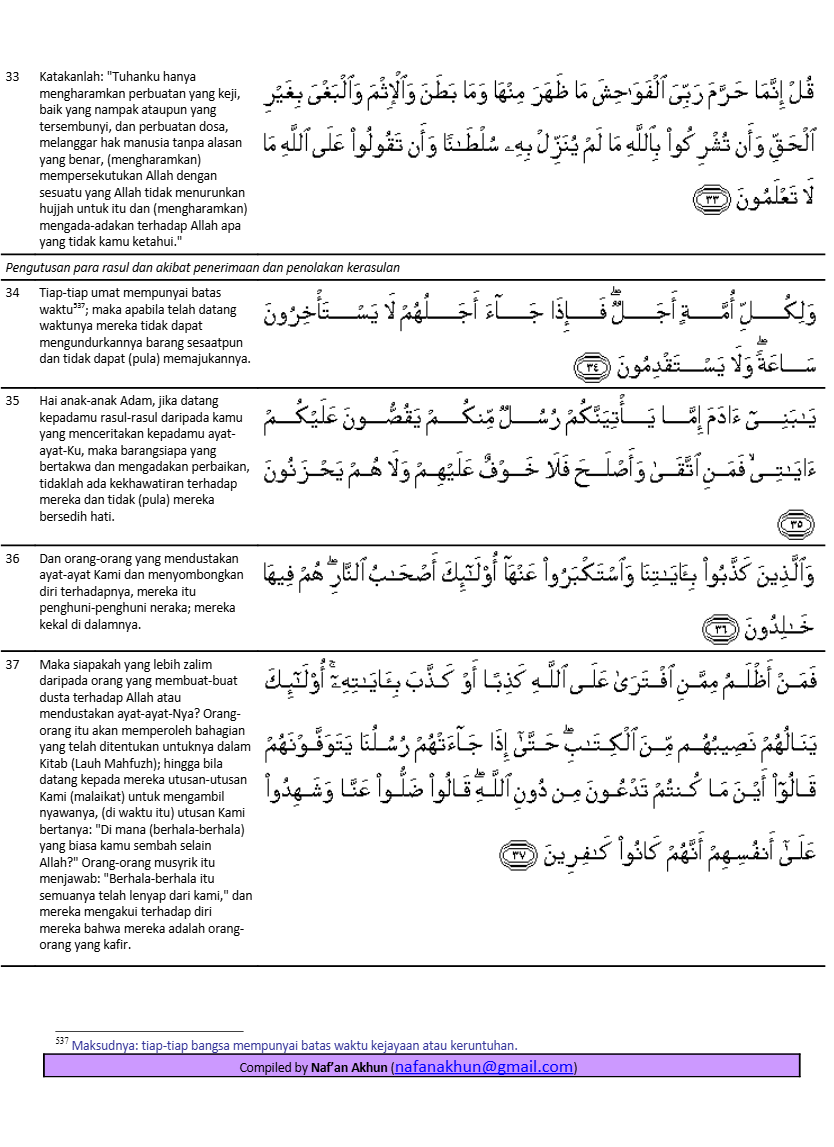 33
Katakanlah: "Tuhanku hanya
mengharamkan perbuatan yang keji,
baik yang nampak ataupun yang
tersembunyi, dan perbuatan dosa,
melanggar hak manusia tanpa alasan
yang benar, (mengharamkan)
mempersekutukan Allah dengan
sesuatu yang Allah tidak menurunkan
hujjah untuk itu dan (mengharamkan)
mengada-adakan terhadap Allah apa
yang tidak kamu ketahui."
قُلْ إِنَّمَا حَرَّمَ رَبِّىَ ٱلْفَوَٰحِشَ مَا ظَهَرَ مِنْهَا وَمَا بَطَنَ وَٱلْإِثْمَ وَٱلْبَغْىَ بِغَيْرِ
ٱلْحَقِّ وَأَن تُشْرِكُوا۟ بِٱللَّهِ مَا لَمْ يُنَزِّلْ بِهِۦ سُلْطَـٰنًا وَأَن تَقُولُوا۟ عَلَى ٱللَّهِ مَا
لَا تَعْلَمُونَ ٣٣
Pengutusan para rasul dan akibat penerimaan dan penolakan kerasulan
34
Tiap-tiap umat mempunyai batas
waktu537; maka apabila telah datang
waktunya mereka tidak dapat
mengundurkannya barang sesaatpun
dan tidak dapat (pula) memajukannya.
وَلِكُلِّ أُمَّةٍ أَجَلٌ ۖ فَإِذَا جَآءَ أَجَلُهُمْ لَا يَسْتَأْخِرُونَ
سَاعَةً ۖ وَلَا يَسْتَقْدِمُونَ ٣٤
35
Hai anak-anak Adam, jika datang
kepadamu rasul-rasul daripada kamu
yang menceritakan kepadamu ayat-
ayat-Ku, maka barangsiapa yang
bertakwa dan mengadakan perbaikan,
tidaklah ada kekhawatiran terhadap
mereka dan tidak (pula) mereka
bersedih hati.
يَـٰبَنِىٓ ءَادَمَ إِمَّا يَأْتِيَنَّكُمْ رُسُلٌ مِّنكُمْ يَقُصُّونَ عَلَيْكُمْ
ءَايَـٰتِى ۙ فَمَنِ ٱتَّقَىٰ وَأَصْلَحَ فَلَا خَوْفٌ عَلَيْهِمْ وَلَا هُمْ يَحْزَنُونَ
٣٥
36
Dan orang-orang yang mendustakan
ayat-ayat Kami dan menyombongkan
diri terhadapnya, mereka itu
penghuni-penghuni neraka; mereka
kekal di dalamnya.
وَٱلَّذِينَ كَذَّبُوا۟ بِـَٔايَـٰتِنَا وَٱسْتَكْبَرُوا۟ عَنْهَآ أُو۟لَـٰٓئِكَ أَصْحَـٰبُ ٱلنَّارِ ۖ هُمْ فِيهَا
خَـٰلِدُونَ ٣٦
37
Maka siapakah yang lebih zalim
daripada orang yang membuat-buat
dusta terhadap Allah atau
mendustakan ayat-ayat-Nya? Orang-
orang itu akan memperoleh bahagian
yang telah ditentukan untuknya dalam
Kitab (Lauh Mahfuzh); hingga bila
datang kepada mereka utusan-utusan
Kami (malaikat) untuk mengambil
nyawanya, (di waktu itu) utusan Kami
bertanya: "Di mana (berhala-berhala)
yang biasa kamu sembah selain
Allah?" Orang-orang musyrik itu
menjawab: "Berhala-berhala itu
semuanya telah lenyap dari kami," dan
mereka mengakui terhadap diri
mereka bahwa mereka adalah orang-
orang yang kafir.
فَمَنْ أَظْلَمُ مِمَّنِ ٱفْتَرَىٰ عَلَى ٱللَّهِ كَذِبًا أَوْ كَذَّبَ بِـَٔايَـٰتِهِۦٓ ۚ أُو۟لَـٰٓئِكَ
يَنَالُهُمْ نَصِيبُهُم مِّنَ ٱلْكِتَـٰبِ ۖ حَتَّىٰٓ إِذَا جَآءَتْهُمْ رُسُلُنَا يَتَوَفَّوْنَهُمْ
قَالُوٓا۟ أَيْنَ مَا كُنتُمْ تَدْعُونَ مِن دُونِ ٱللَّهِ ۖ قَالُوا۟ ضَلُّوا۟ عَنَّا وَشَهِدُوا۟
عَلَىٰٓ أَنفُسِهِمْ أَنَّهُمْ كَانُوا۟ كَـٰفِرِينَ ٣٧
537 Maksudnya: tiap-tiap bangsa mempunyai batas waktu kejayaan atau keruntuhan.
Compiled by Naf'an Akhun (nafanakhun@gmail.com)